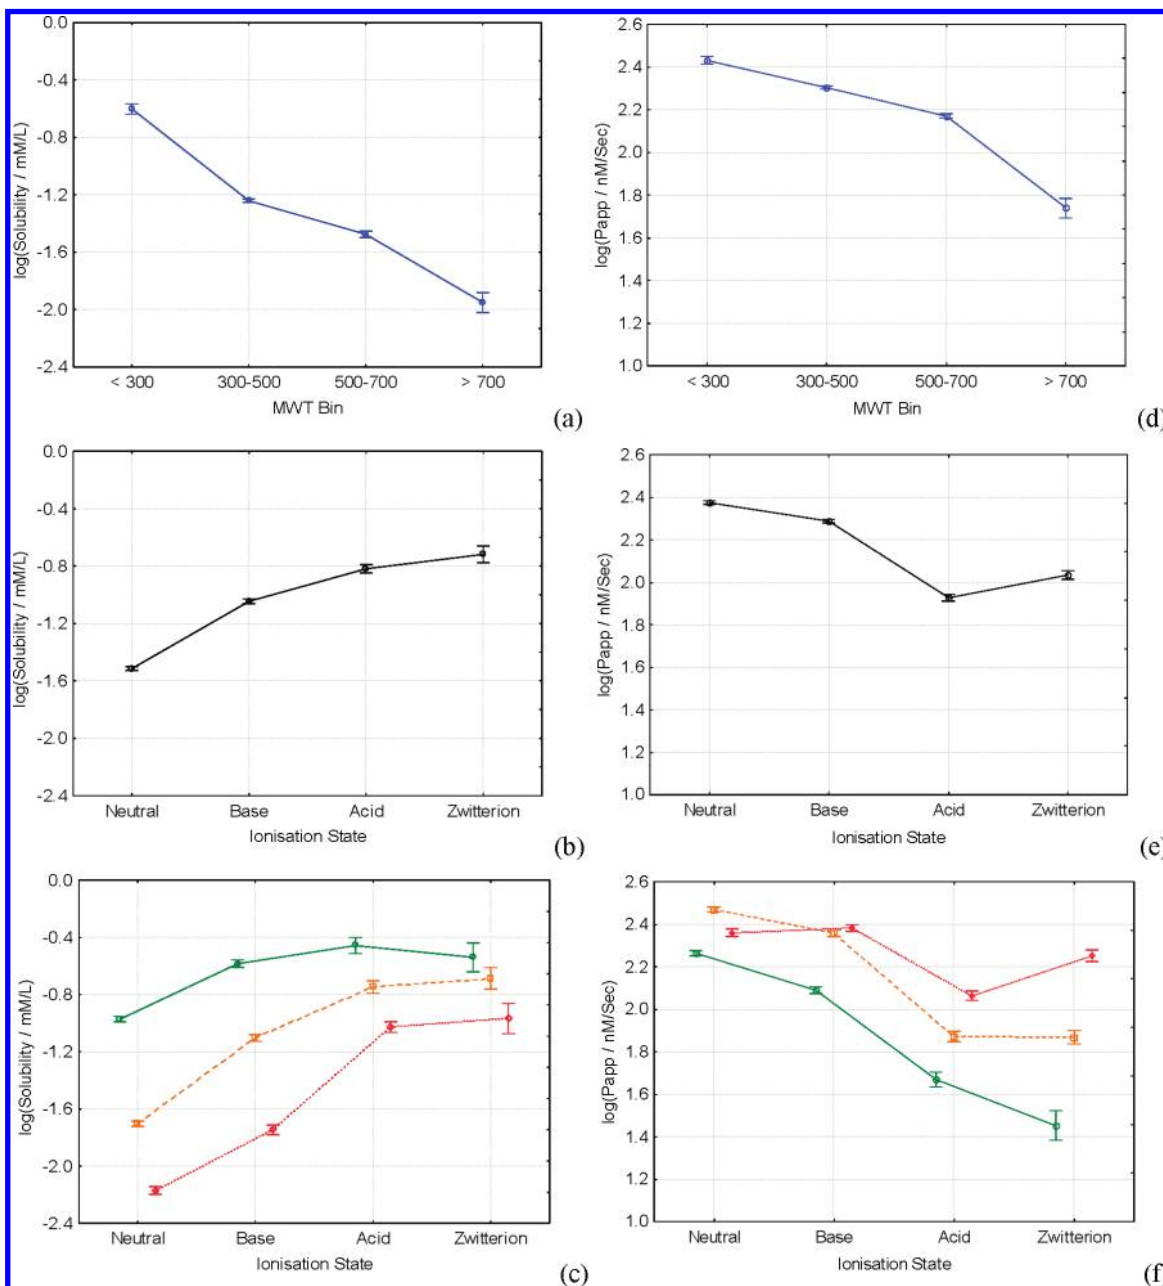 0.0
-0.4
-0.8
-1.2
-1.6
-2.0
-2.4
log(Solubility / mM/L)
< 300 300-500 500-700 > 700
MWT Bin
(a)
2.6
2.4
2.2
2.0
1.8
1.6
1.4
1.2
1.0
log(Papp / nM/Sec)
< 300 300-500 500-700 > 700
MWT Bin
(d)
0.0
-0.4
-0.8
-1.2
-1.6
-2.0
-2.4
log(Solubility / mM/L)
Neutral Base Acid Zwitterion
Ionisation State
(b)
2.6
2.4
2.2
2.0
1.8
1.6
1.4
1.2
1.0
log(Papp / nM/Sec)
Neutral Base Acid Zwitterion
Ionisation State
(e)
0.0
-0.4
-0.8
-1.2
-1.6
-2.0
-2.4
log(Solubility / mM/L)
Neutral Base Acid Zwitterion
Ionisation State
(c)
2.6
2.4
2.2
2.0
1.8
1.6
1.4
1.2
1.0
log(Papp / nM/Sec)
Neutral Base Acid Zwitterion
Ionisation State
(f)